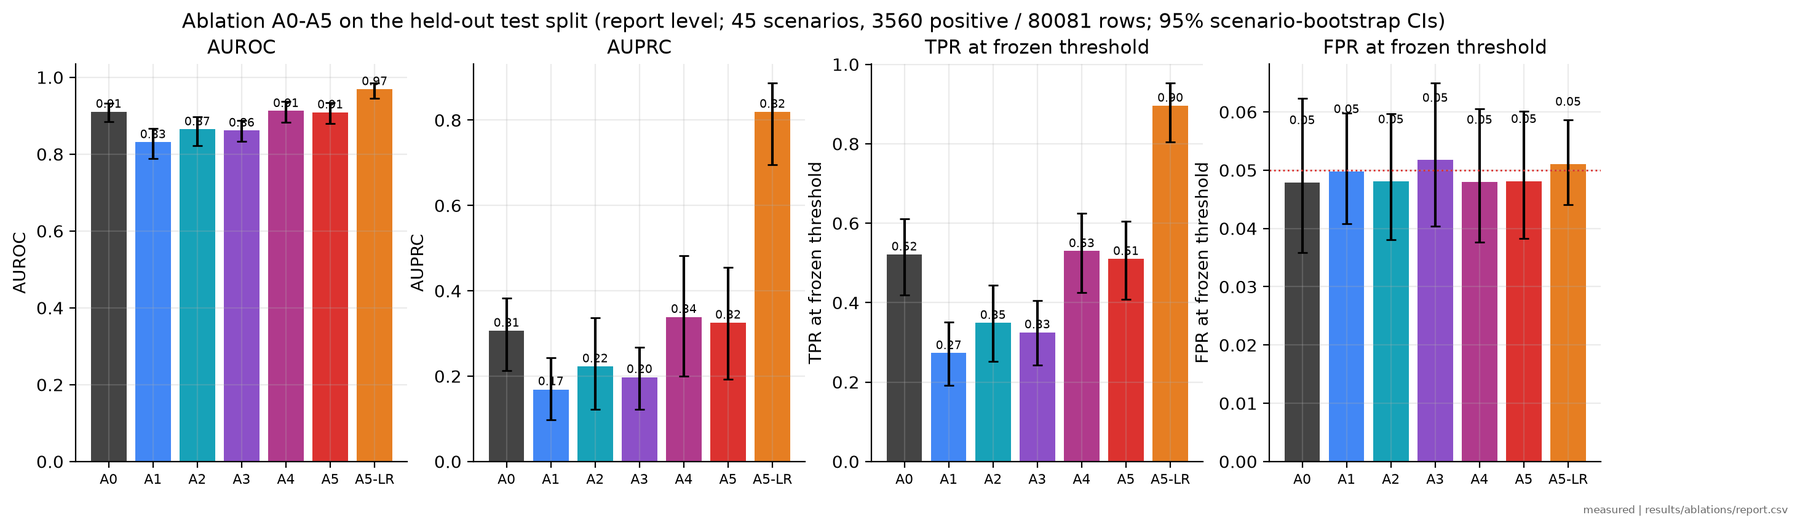 Ablation A0-A5 on the held-out test split (report level; 45 scenarios, 3560 positive / 80081 rows; 95% scenario-bootstrap CIs)
AUROC
AUROC
1.0
0.8
0.6
0.4
0.2
0.0
0.91
0.83
0.87
0.86
0.91
0.91
0.97
A0
A1
A2
A3
A4
A5
A5-LR
AUPRC
AUPRC
0.8
0.6
0.4
0.2
0.0
0.31
0.17
0.22
0.20
0.34
0.32
0.82
A0
A1
A2
A3
A4
A5
A5-LR
TPR at frozen threshold
TPR at frozen threshold
1.0
0.8
0.6
0.4
0.2
0.0
0.52
0.27
0.35
0.33
0.53
0.51
0.90
A0
A1
A2
A3
A4
A5
A5-LR
FPR at frozen threshold
FPR at frozen threshold
0.06
0.05
0.04
0.03
0.02
0.01
0.00
0.05
0.05
0.05
0.05
0.05
0.05
0.05
A0
A1
A2
A3
A4
A5
A5-LR
measured | results/ablations/report.csv